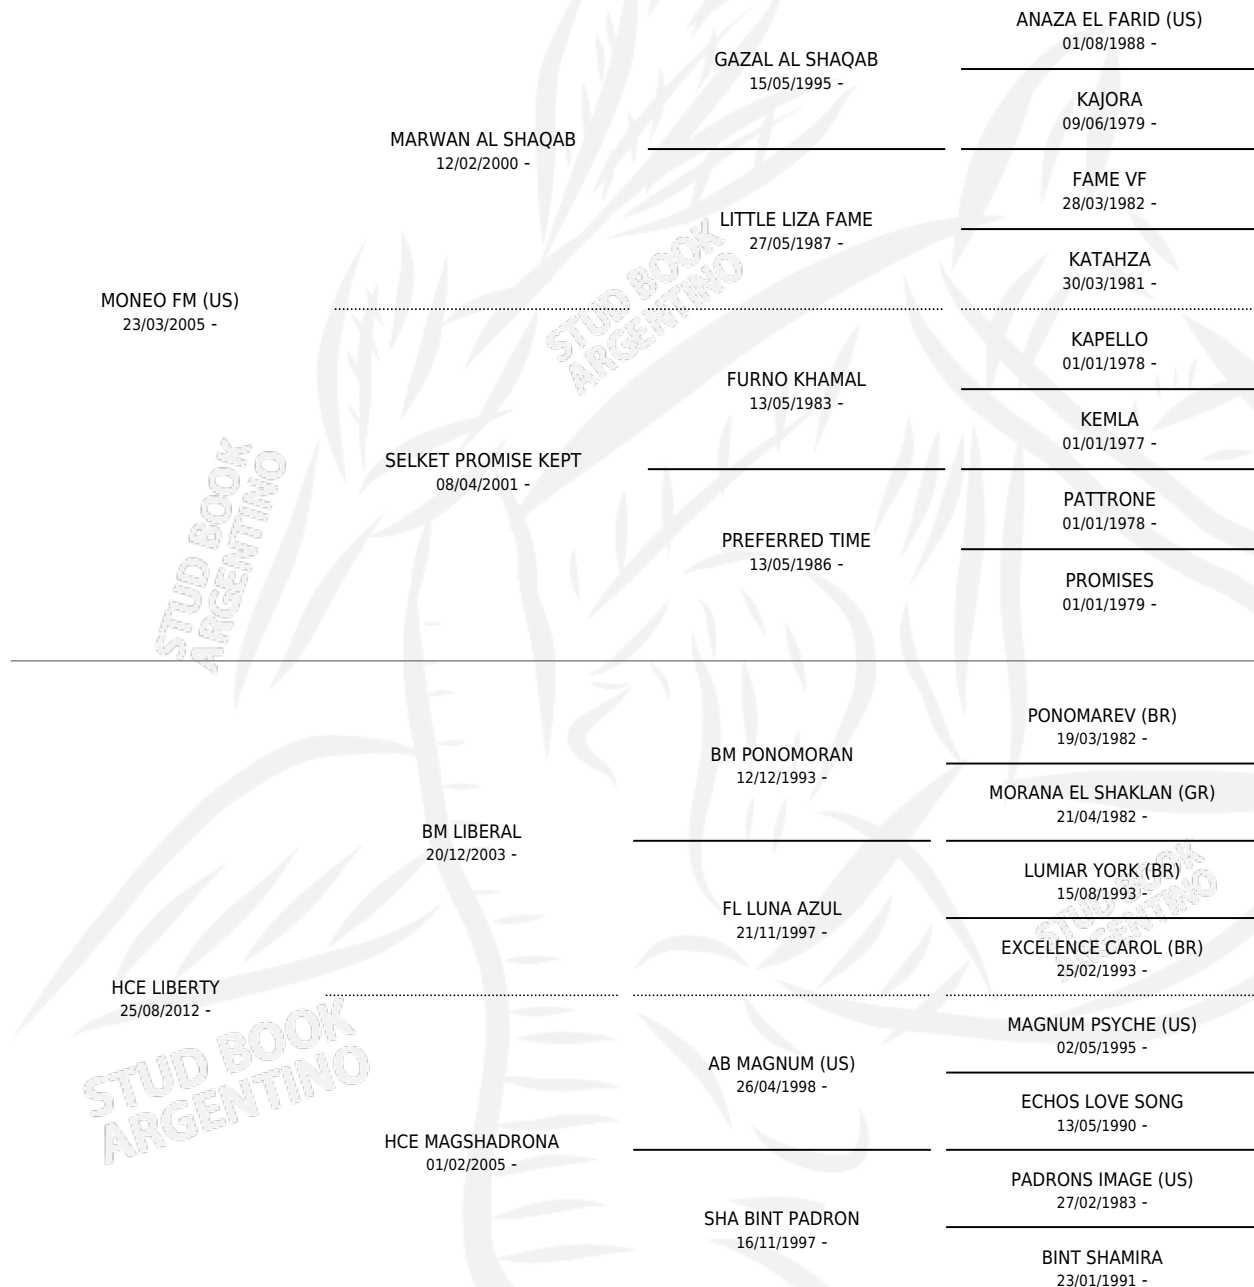 ANAZA EL FARID (US)
01/08/1988 -
GAZAL AL SHAQAB
15/05/1995 -
KAJORA
09/06/1979 -
MARWAN AL SHAQAB
12/02/2000 -
FAME VF
28/03/1982 -
LITTLE LIZA FAME
27/05/1987 -
KATAHZA
30/03/1981 -
MONEO FM (US)
23/03/2005 -
KAPELLO
01/01/1978 -
FURNO KHAMAL
13/05/1983 -
KEMLA
01/01/1977 -
SELKET PROMISE KEPT
08/04/2001 -
PATTRONE
01/01/1978 -
PREFERRED TIME
13/05/1986 -
PROMISES
01/01/1979 -
PONOMAREV (BR)
19/03/1982 -
BM PONOMORAN
12/12/1993 -
MORANA EL SHAKLAN (GR)
21/04/1982 -
BM LIBERAL
20/12/2003 -
LUMIAR YORK (BR)
15/08/1993 -
FL LUNA AZUL
21/11/1997 -
EXCELENCE CAROL (BR)
25/02/1993 -
HCE LIBERTY
25/08/2012 -
MAGNUM PSYCHE (US)
02/05/1995 -
AB MAGNUM (US)
26/04/1998 -
ECHOS LOVE SONG
13/05/1990 -
HCE MAGSHADRONA
01/02/2005 -
PADRONS IMAGE (US)
27/02/1983 -
SHA BINT PADRON
16/11/1997 -
BINT SHAMIRA
23/01/1991 -
STUD BOOK
ARGENTINO
STUD BOOK
ARGENTINO
STUD BOOK
ARGENTINO
STUD BOOK
ARGENTINO